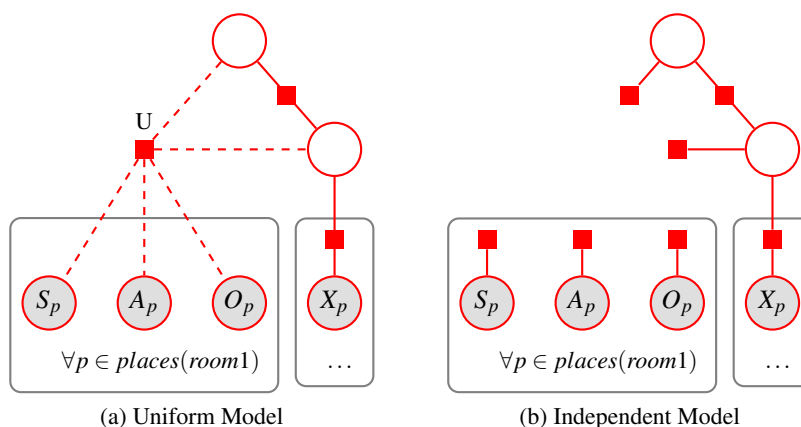 U
S_p A_p O_p X_p
∀p ∈ places(room1) ...
(a) Uniform Model
S_p A_p O_p X_p
∀p ∈ places(room1) ...
(b) Independent Model